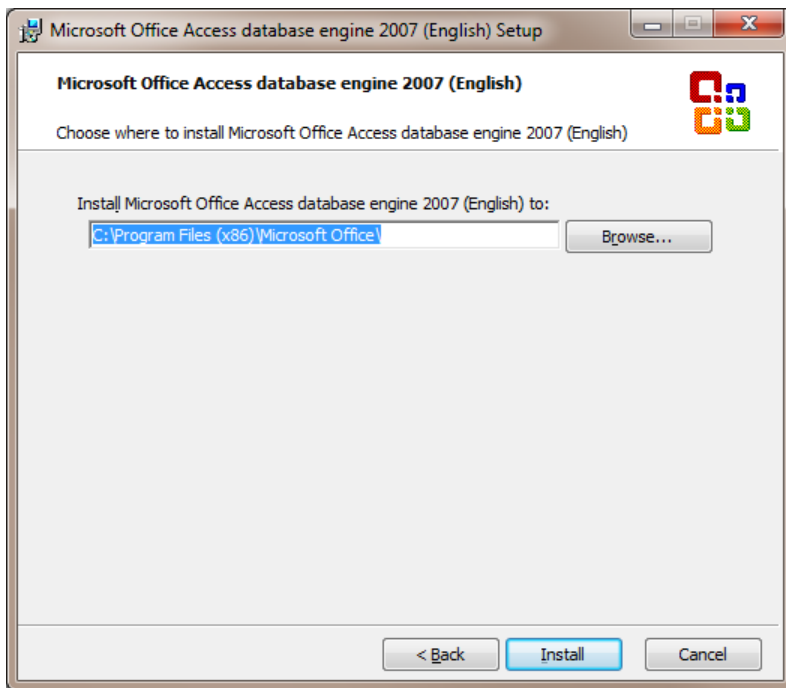 Microsoft Office Access database engine 2007 (English) Setup
Microsoft Office Access database engine 2007 (English)
Choose where to install Microsoft Office Access database engine 2007 (English)
Install Microsoft Office Access database engine 2007 (English) to:
C:\Program Files (x86)\Microsoft Office\
Browse...
< Back
Install
Cancel